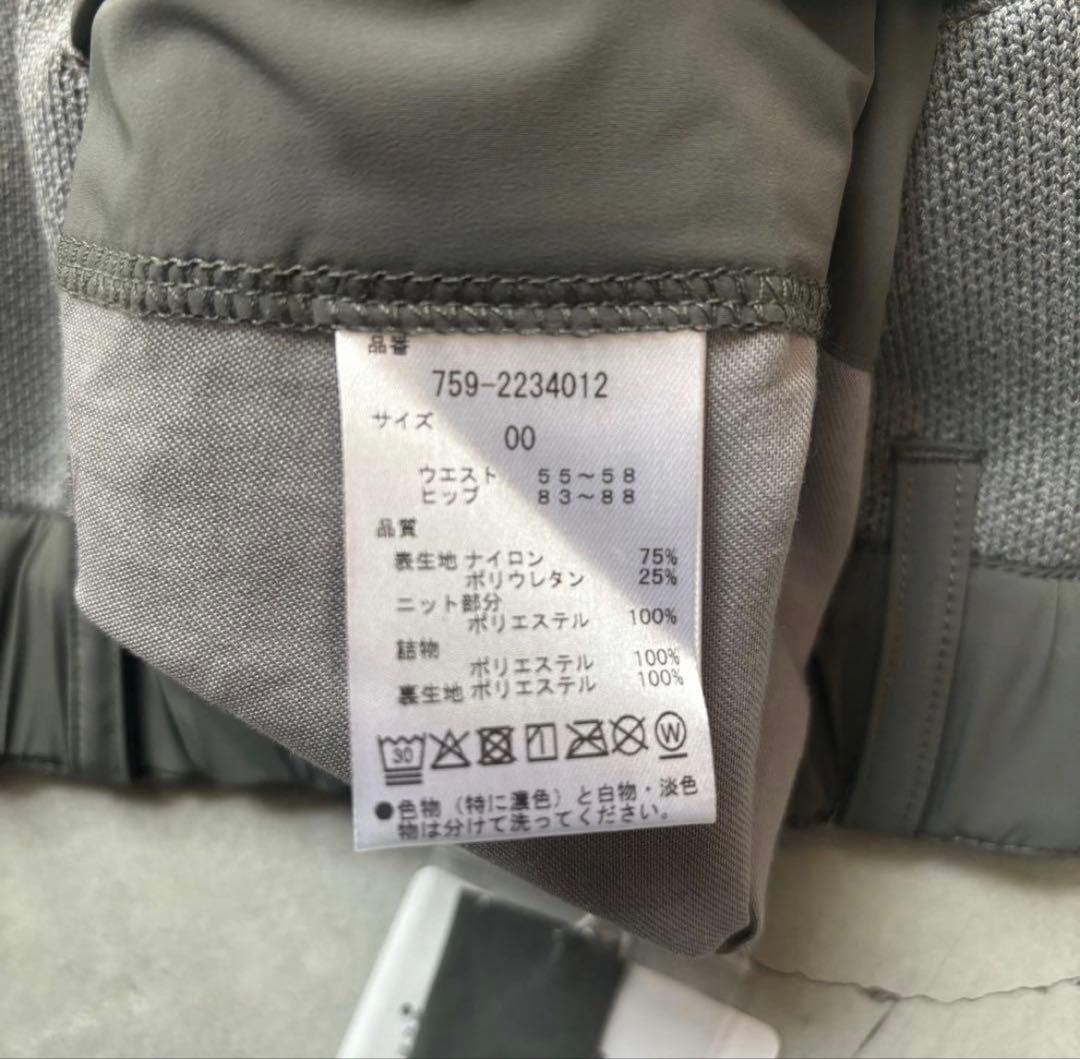 品番
759-2234012
サイズ
00
ウエスト 55～58
ヒップ 83～88
品質
表生地 ナイロン 75%
ポリウレタン 25%
ニット部分
ポリエステル 100%
詰物
ポリエステル 100%
裏生地 ポリエステル 100%
30 W
●色物（特に濃色）と白物・淡色
物は分けて洗ってください。